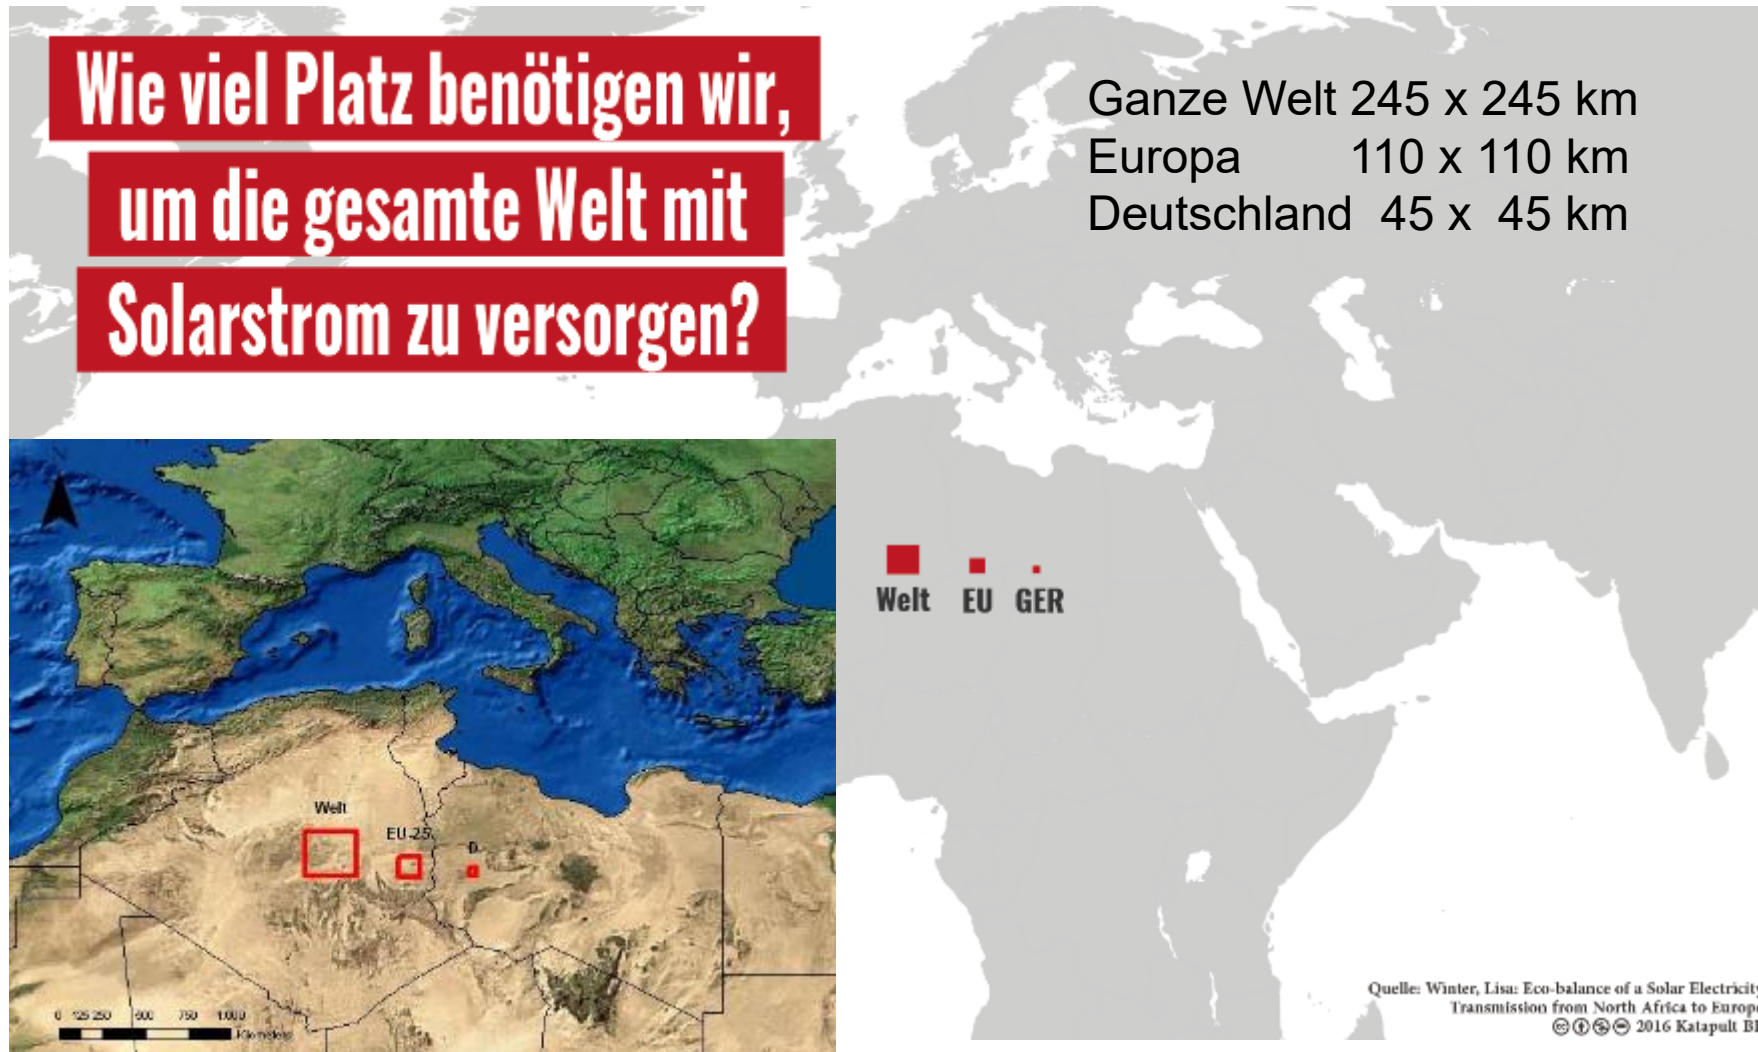 Wie viel Platz benötigen wir,
um die gesamte Welt mit
Solarstrom zu versorgen?
Ganze Welt 245 x 245 km
Europa 110 x 110 km
Deutschland 45 x 45 km
Welt EU GER
Welt
EU-25
D
0 125 250 500 750 1.000
Kilometers
Quelle: Winter, Lisa: Eco-balance of a Solar Electricity
Transmission from North Africa to Europe
2016 Katapult